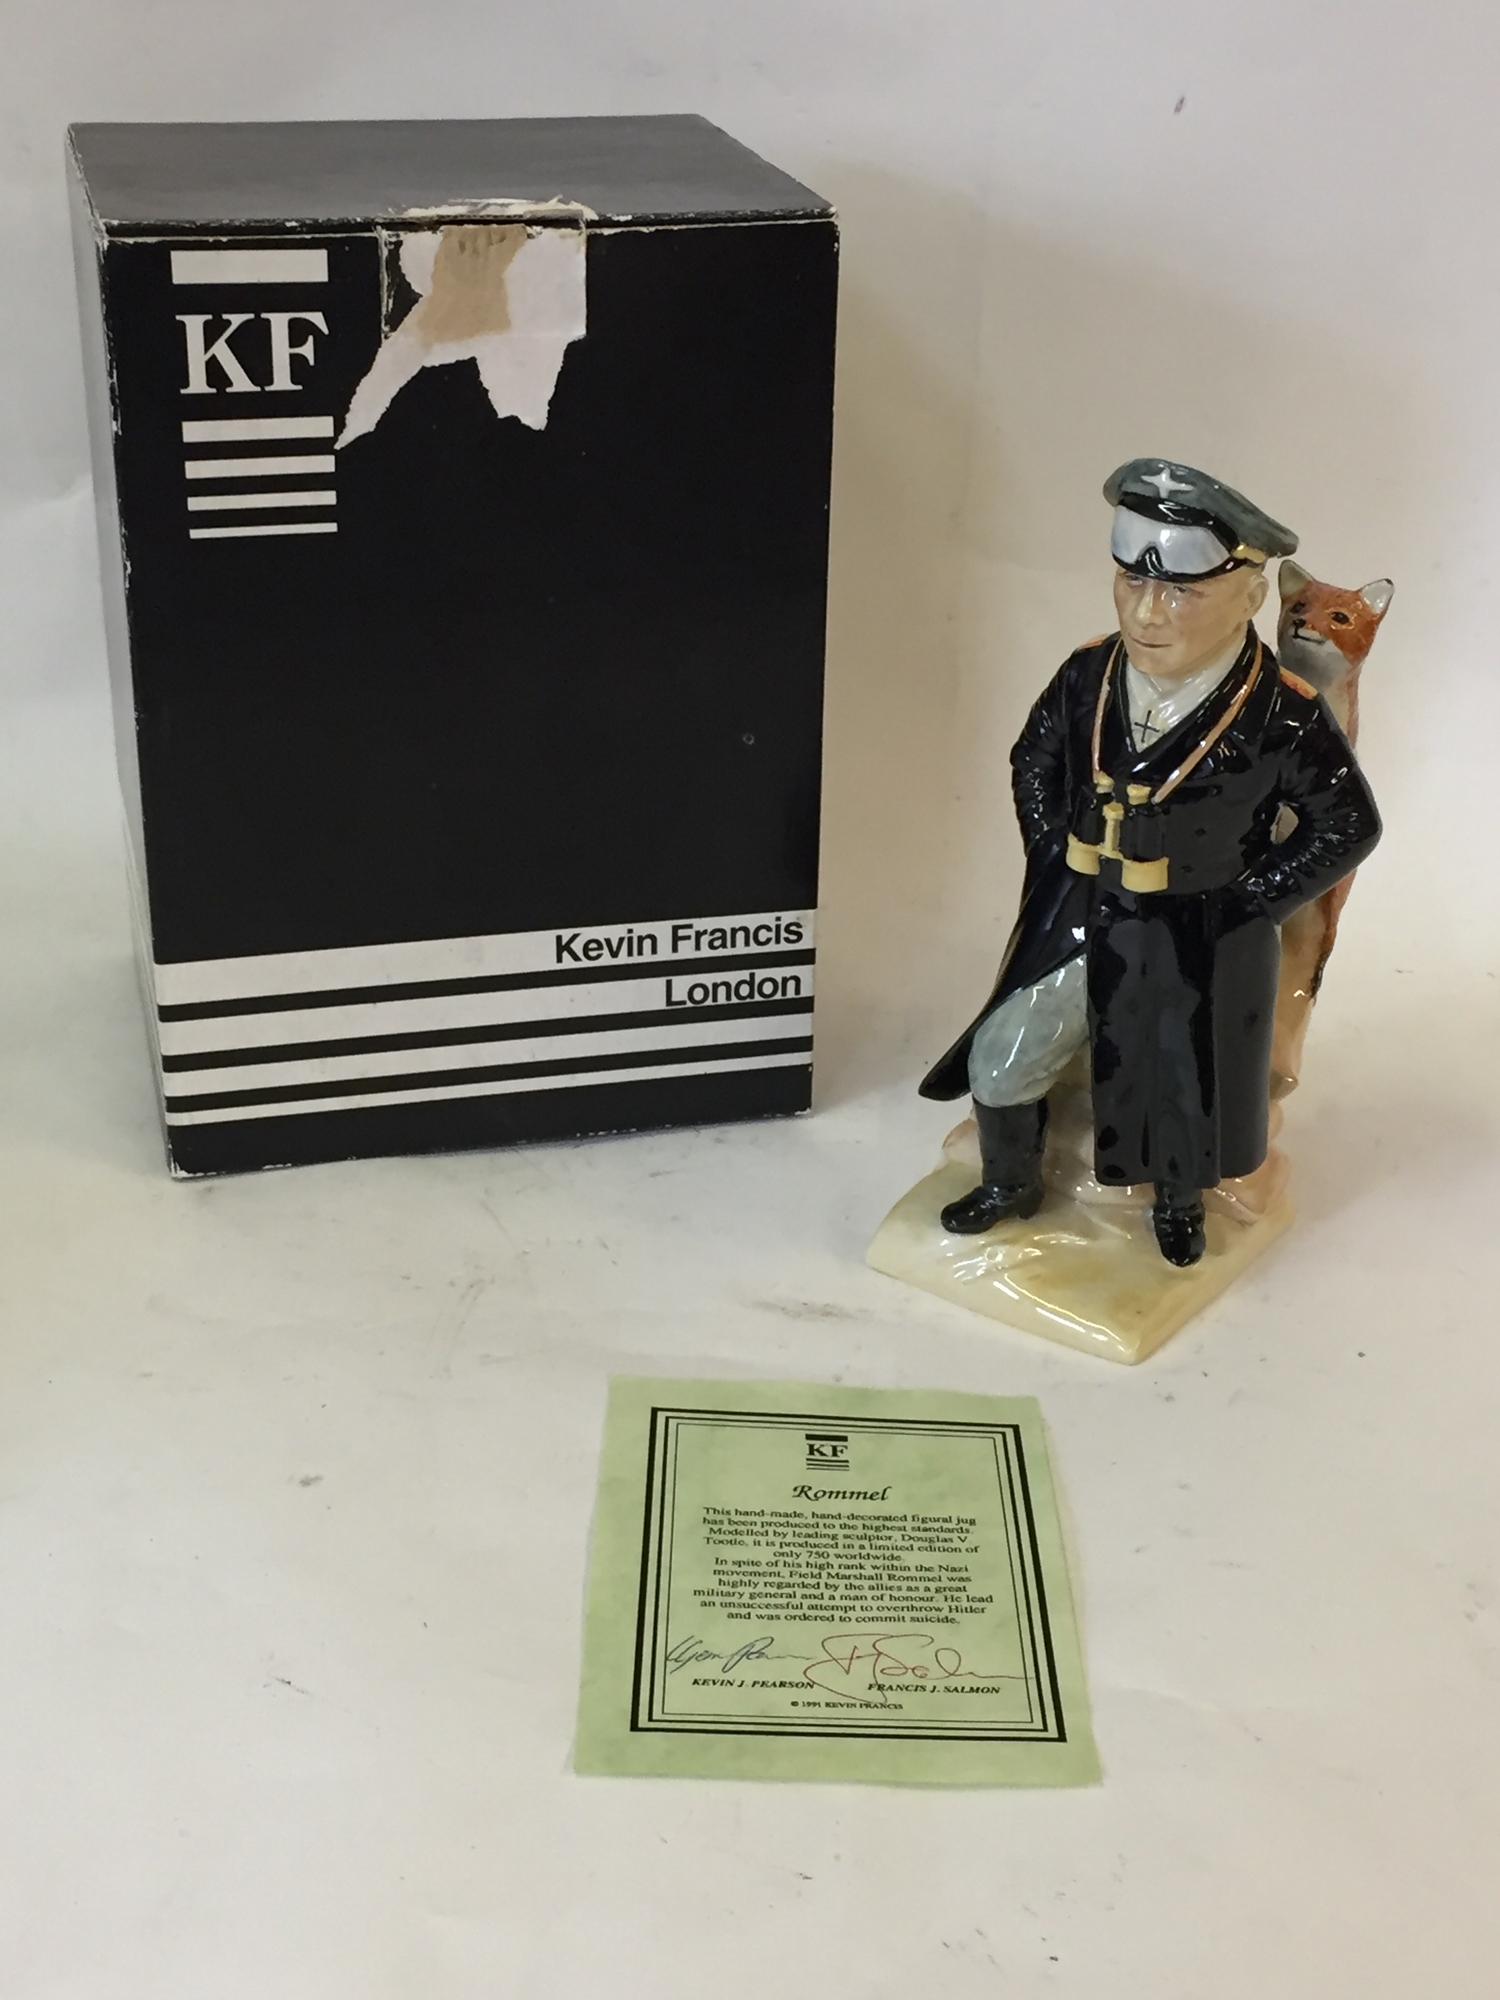 KF
Kevin Francis
London
KF
Rommel
This hand-made, hand-decorated figural jug
has been produced to the highest standards.
Modelled by leading sculptor, Douglas V.
Tootle, it is produced in a limited edition of
only 750 worldwide.
In spite of his high rank within the Nazi
movement, Field Marshall Rommel was
highly regarded by the allies as a great
military general and a man of honour. He lead
an unsuccessful attempt to overthrow Hitler
and was ordered to commit suicide.
KEVIN J. PEARSON FRANCIS J. SALMON
© 1991 KEVIN FRANCIS